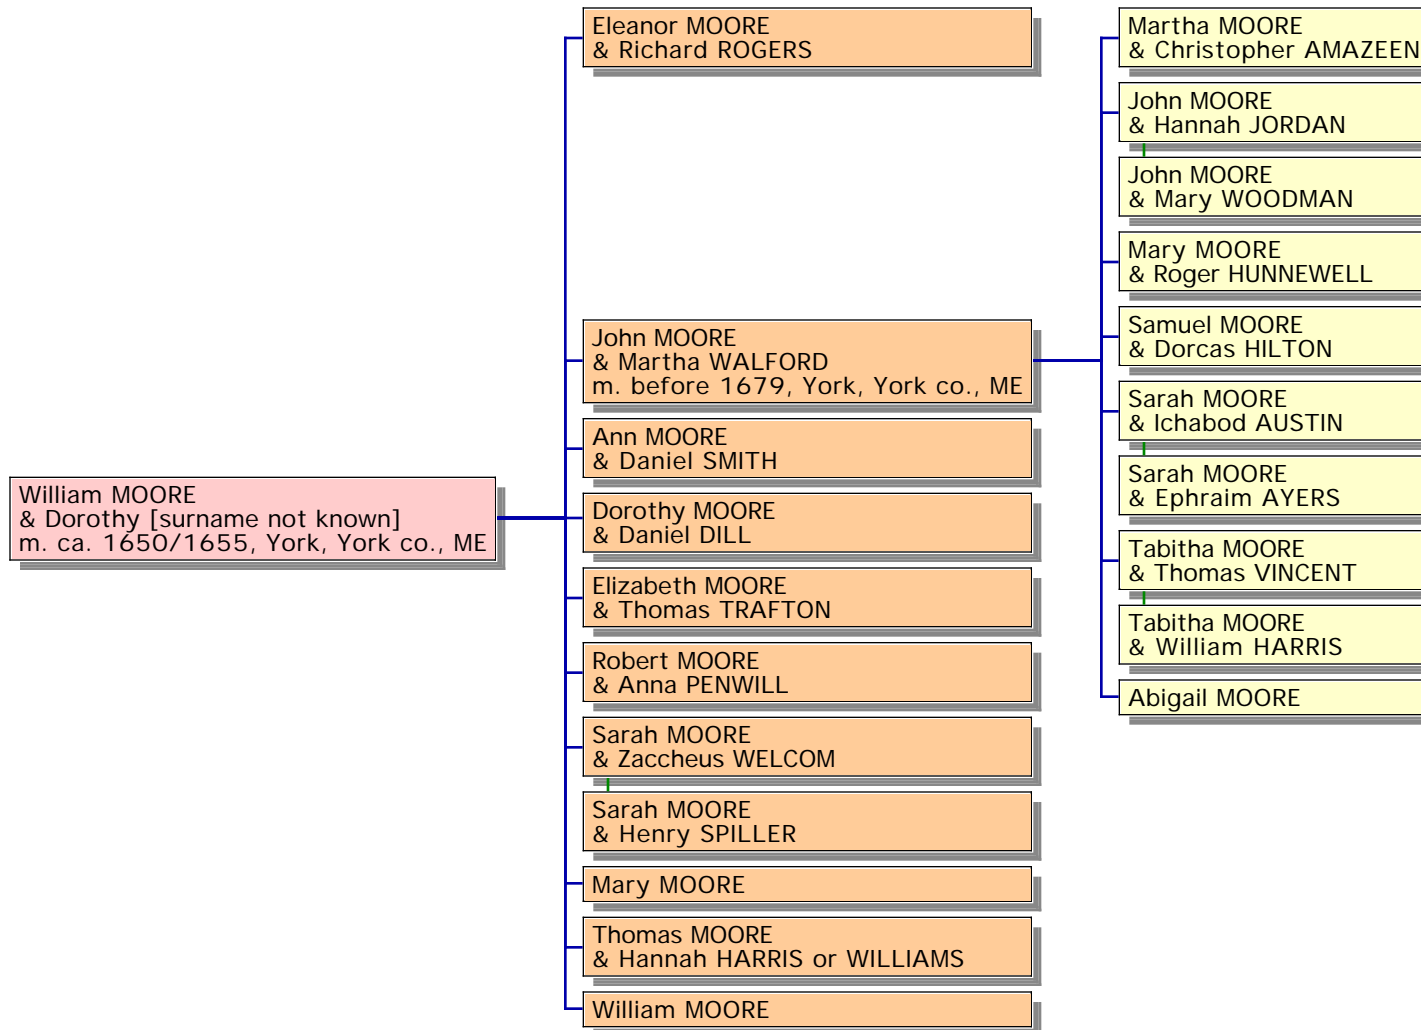 William MOORE
& Dorothy [surname not known]
m. ca. 1650/1655, York, York co., ME
Eleanor MOORE
& Richard ROGERS
John MOORE
& Martha WALFORD
m. before 1679, York, York co., ME
Ann MOORE
& Daniel SMITH
Dorothy MOORE
& Daniel DILL
Elizabeth MOORE
& Thomas TRAFTON
Robert MOORE
& Anna PENWILL
Sarah MOORE
& Zaccheus WELCOM
Sarah MOORE
& Henry SPILLER
Mary MOORE
Thomas MOORE
& Hannah HARRIS or WILLIAMS
William MOORE
Martha MOORE
& Christopher AMAZEEN
John MOORE
& Hannah JORDAN
John MOORE
& Mary WOODMAN
Mary MOORE
& Roger HUNNEWELL
Samuel MOORE
& Dorcas HILTON
Sarah MOORE
& Ichabod AUSTIN
Sarah MOORE
& Ephraim AYERS
Tabitha MOORE
& Thomas VINCENT
Tabitha MOORE
& William HARRIS
Abigail MOORE